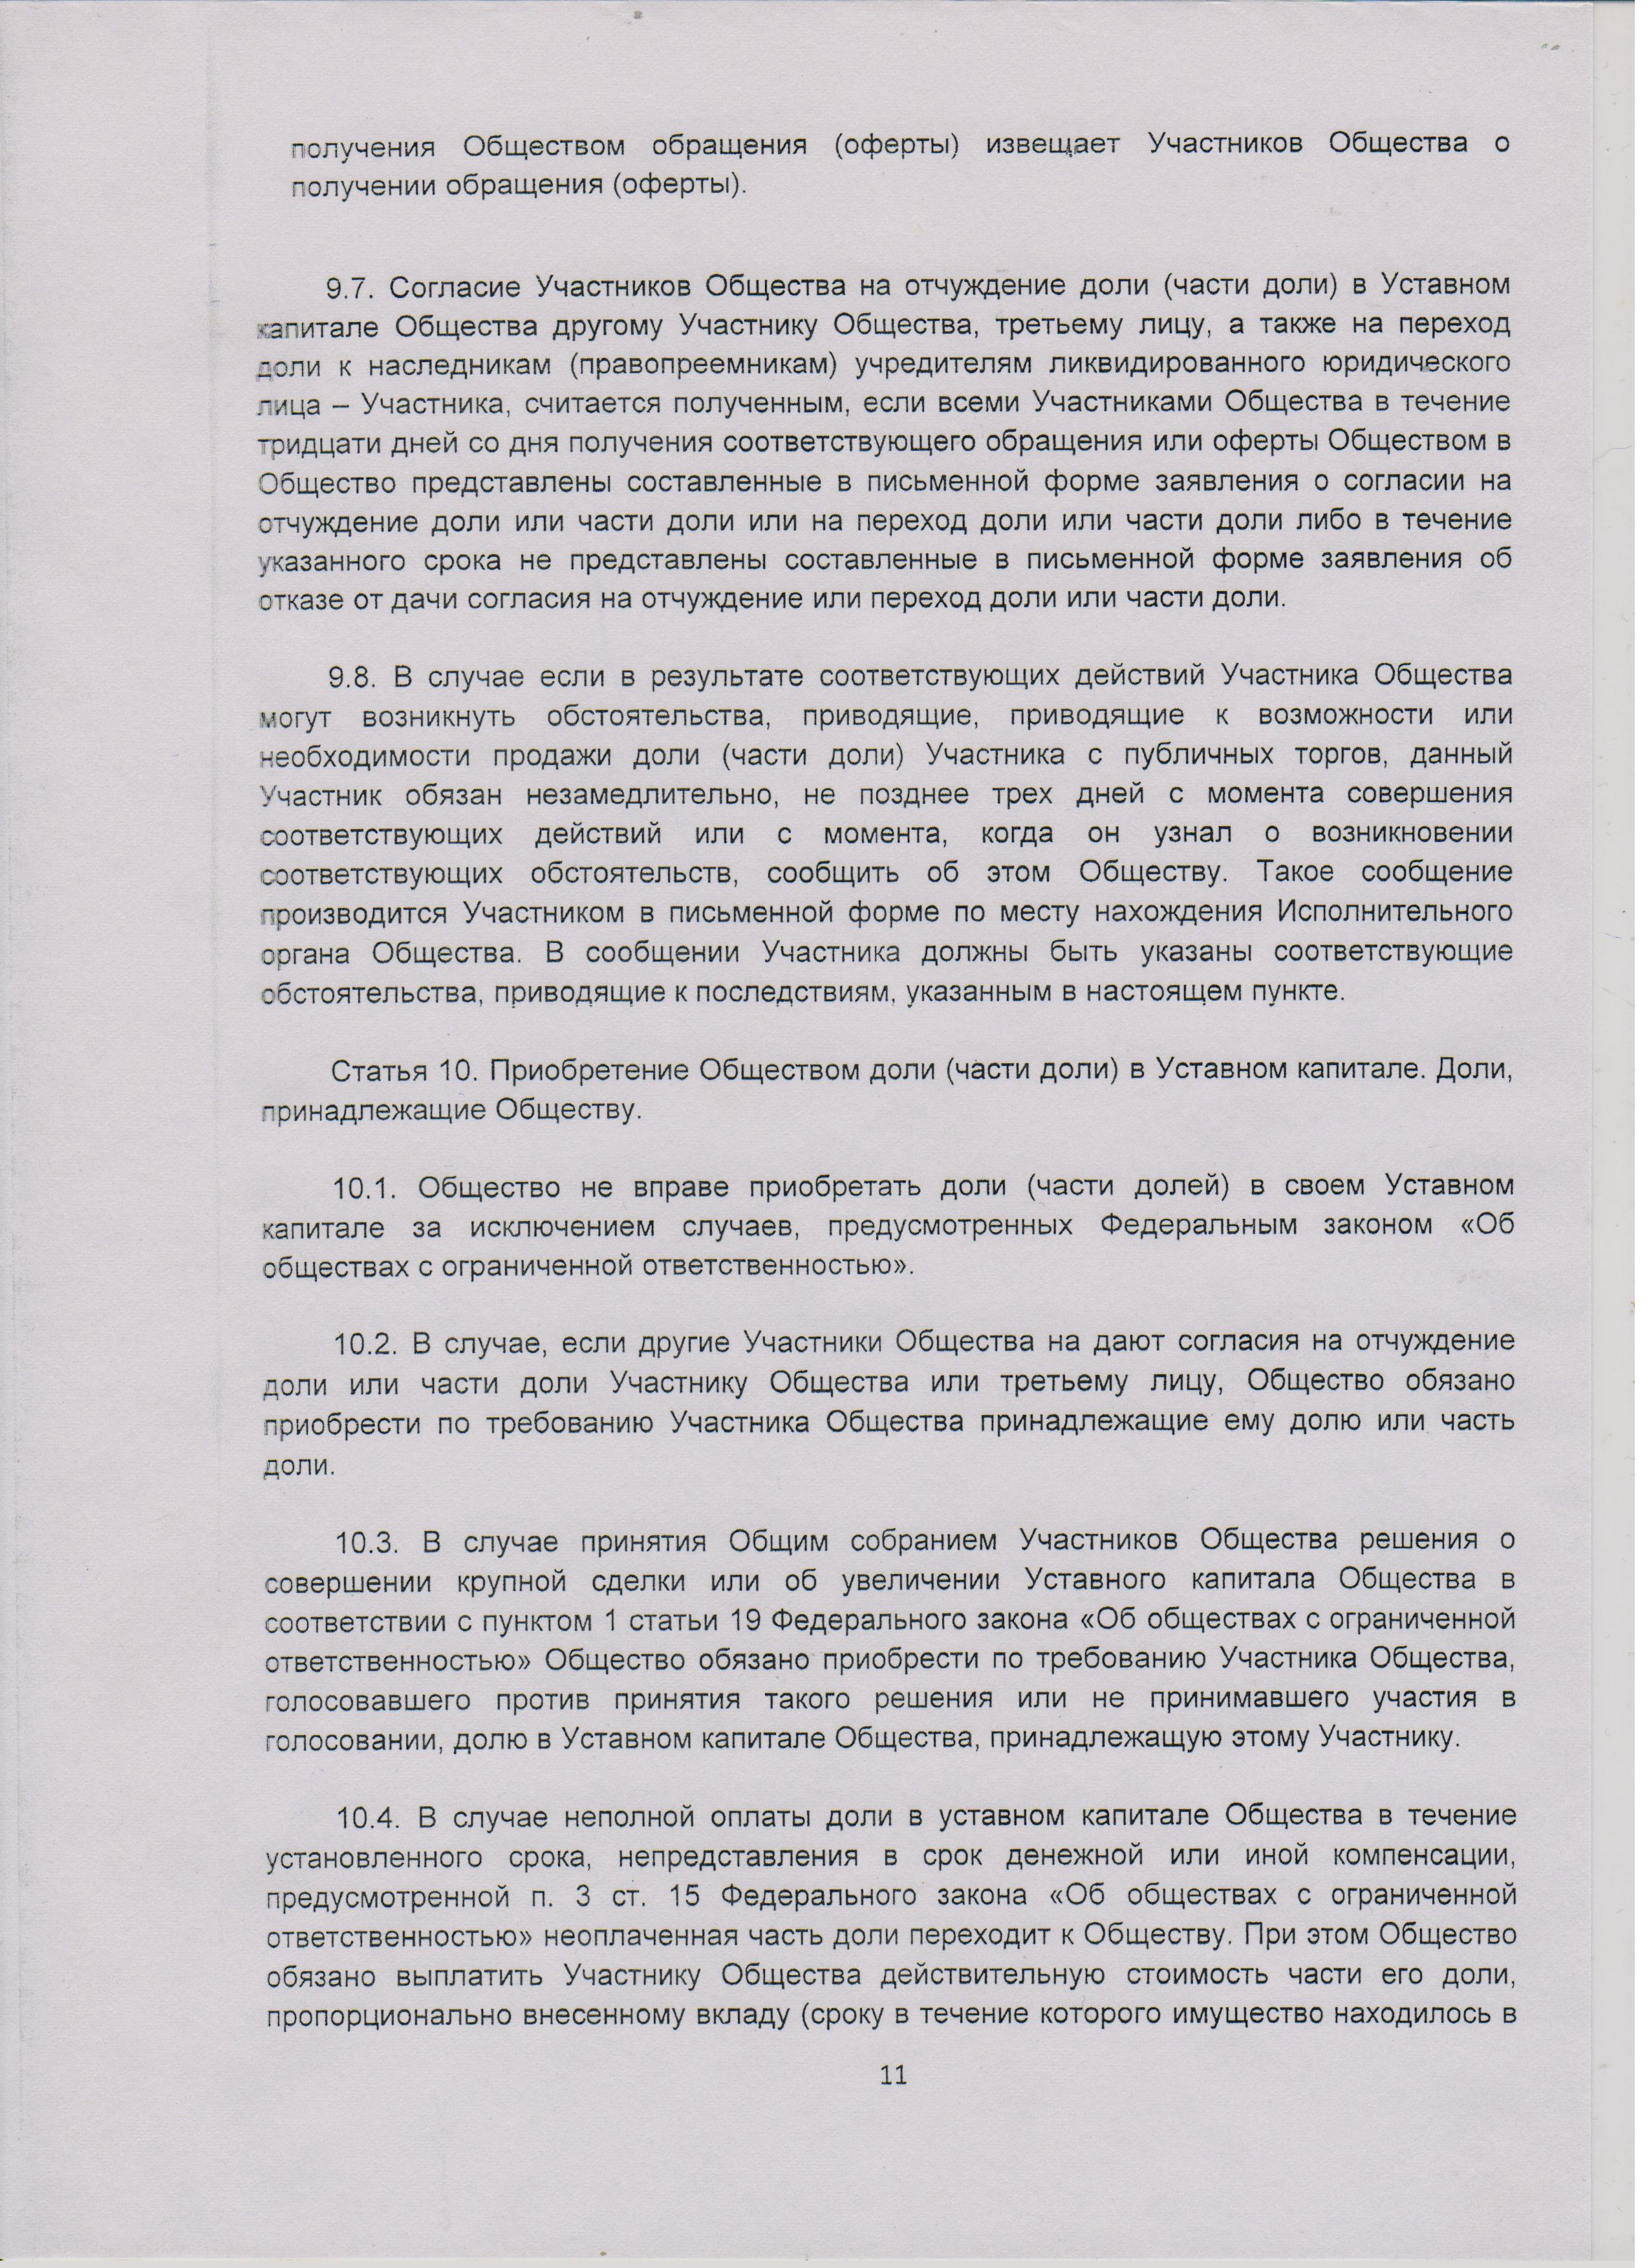 получения Обществом обращения (оферты) извещает Участников Общества о
получении обращения (оферты).
9.7. Согласие Участников Общества на отчуждение доли (части доли) в Уставном
капитале Общества другому Участнику Общества, третьему лицу, а также на переход
доли к наследникам (правопреемникам) учредителям ликвидированного юридического
лица – Участника, считается полученным, если всеми Участниками Общества в течение
тридцати дней со дня получения соответствующего обращения или оферты Обществом в
Общество представлены составленные в письменной форме заявления о согласии на
отчуждение доли или части доли или на переход доли или части доли либо в течение
указанного срока не представлены составленные в письменной форме заявления об
отказе от дачи согласия на отчуждение или переход доли или части доли.
9.8. В случае если в результате соответствующих действий Участника Общества
могут возникнуть обстоятельства, приводящие, приводящие к возможности или
необходимости продажи доли (части доли) Участника с публичных торгов, данный
Участник обязан незамедлительно, не позднее трех дней с момента совершения
соответствующих действий или с момента, когда он узнал о возникновении
соответствующих обстоятельств, сообщить об этом Обществу. Такое сообщение
производится Участником в письменной форме по месту нахождения Исполнительного
органа Общества. В сообщении Участника должны быть указаны соответствующие
обстоятельства, приводящие к последствиям, указанным в настоящем пункте.
Статья 10. Приобретение Обществом доли (части доли) в Уставном капитале. Доли,
принадлежащие Обществу.
10.1. Общество не вправе приобретать доли (части долей) в своем Уставном
капитале за исключением случаев, предусмотренных Федеральным законом «Об
обществах с ограниченной ответственностью».
10.2. В случае, если другие Участники Общества на дают согласия на отчуждение
доли или части доли Участнику Общества или третьему лицу, Общество обязано
приобрести по требованию Участника Общества принадлежащие ему долю или часть
доли.
10.3. В случае принятия Общим собранием Участников Общества решения о
совершении крупной сделки или об увеличении Уставного капитала Общества в
соответствии с пунктом 1 статьи 19 Федерального закона «Об обществах с ограниченной
ответственностью» Общество обязано приобрести по требованию Участника Общества,
голосовавшего против принятия такого решения или не принимавшего участия в
голосовании, долю в Уставном капитале Общества, принадлежащую этому Участнику.
10.4. В случае неполной оплаты доли в уставном капитале Общества в течение
установленного срока, непредставления в срок денежной или иной компенсации,
предусмотренной п. 3 ст. 15 Федерального закона «Об обществах с ограниченной
ответственностью» неоплаченная часть доли переходит к Обществу. При этом Общество
обязано выплатить Участнику Общества действительную стоимость части его доли,
пропорционально внесенному вкладу (сроку в течение которого имущество находилось в
11